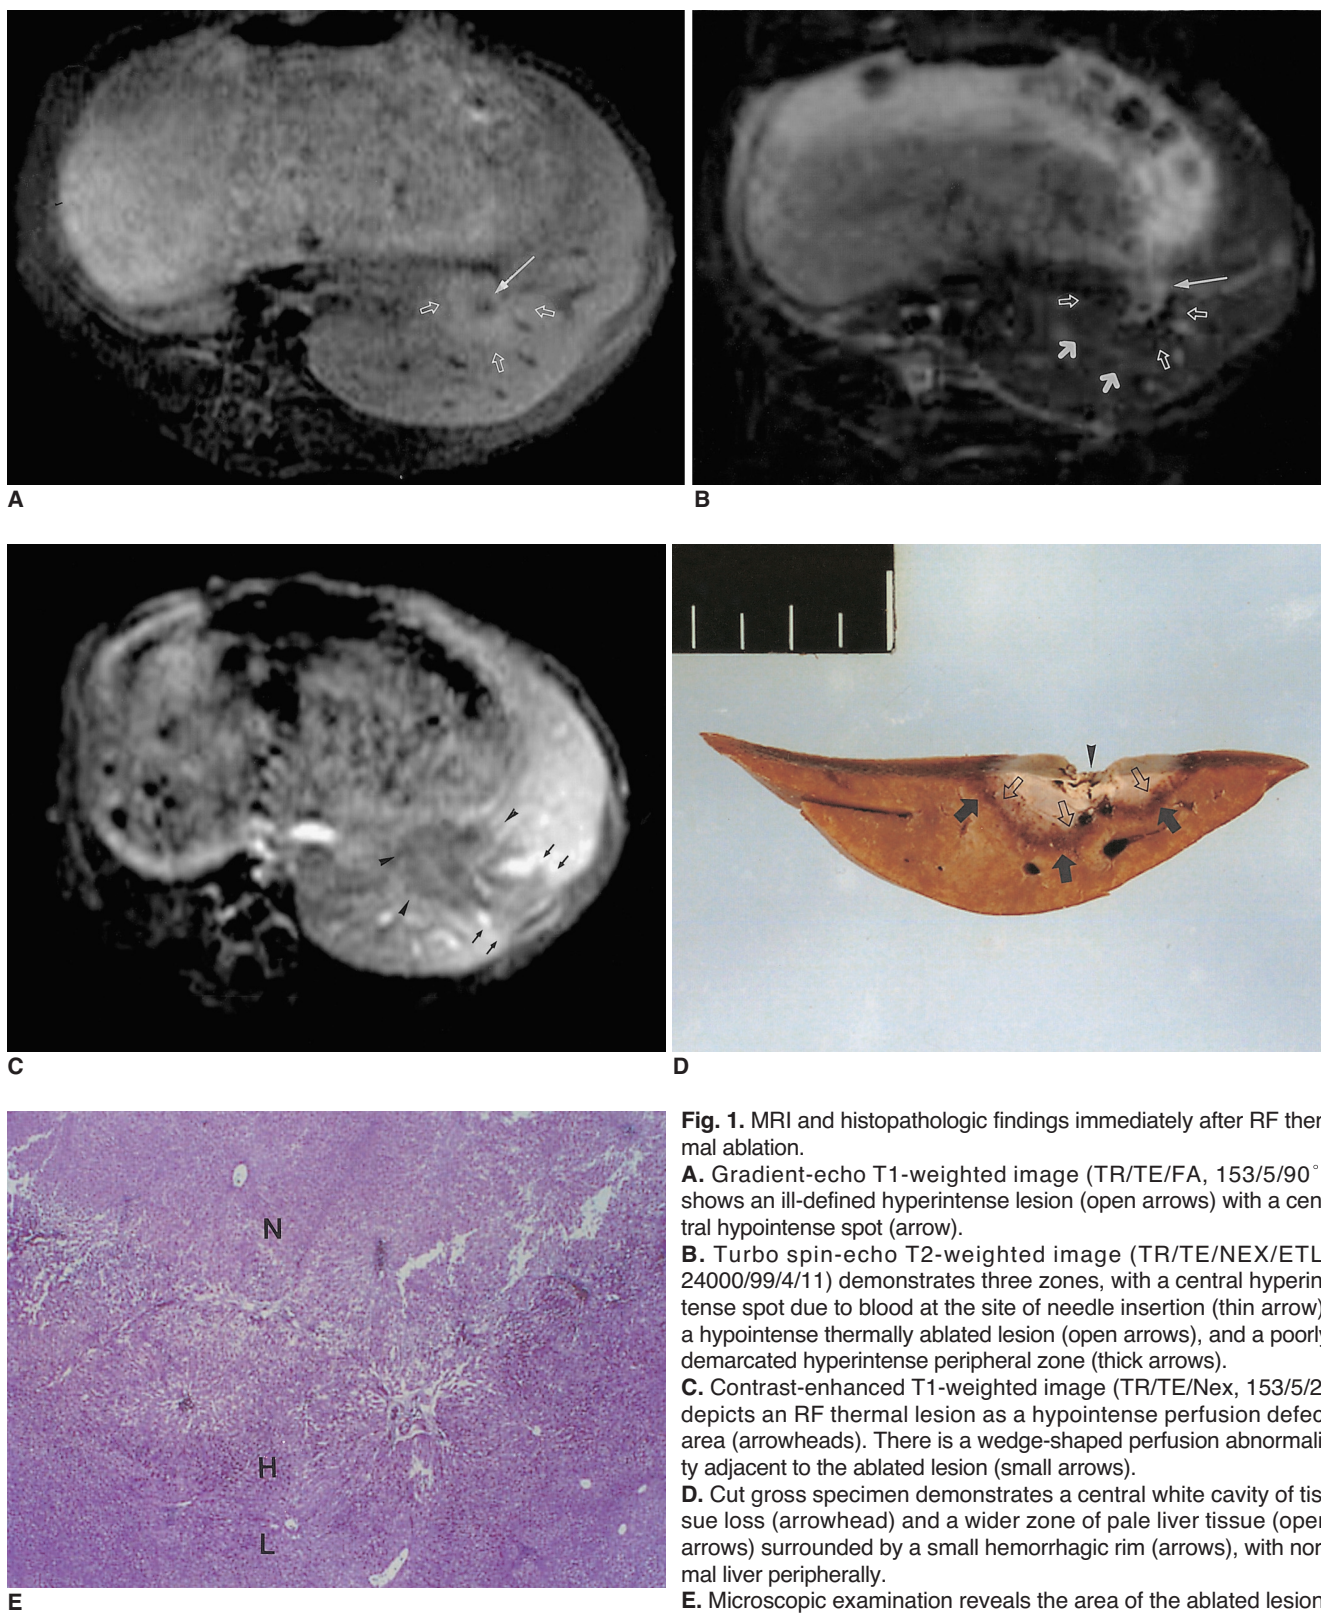 A
B
C
D
N
H
L
E
Fig. 1. MRI and histopathologic findings immediately after RF ther
mal ablation.
A. Gradient-echo T1-weighted image (TR/TE/FA, 153/5/90°
shows an ill-defined hyperintense lesion (open arrows) with a cen
tral hypointense spot (arrow).
B. Turbo spin-echo T2-weighted image (TR/TE/NEX/ETL
24000/99/4/11) demonstrates three zones, with a central hyperin
tense spot due to blood at the site of needle insertion (thin arrow)
a hypointense thermally ablated lesion (open arrows), and a poorly
demarcated hyperintense peripheral zone (thick arrows).
C. Contrast-enhanced T1-weighted image (TR/TE/Nex, 153/5/2
depicts an RF thermal lesion as a hypointense perfusion defec
area (arrowheads). There is a wedge-shaped perfusion abnormali
ty adjacent to the ablated lesion (small arrows).
D. Cut gross specimen demonstrates a central white cavity of tis
sue loss (arrowhead) and a wider zone of pale liver tissue (open
arrows) surrounded by a small hemorrhagic rim (arrows), with nor
mal liver peripherally.
E. Microscopic examination reveals the area of the ablated lesion